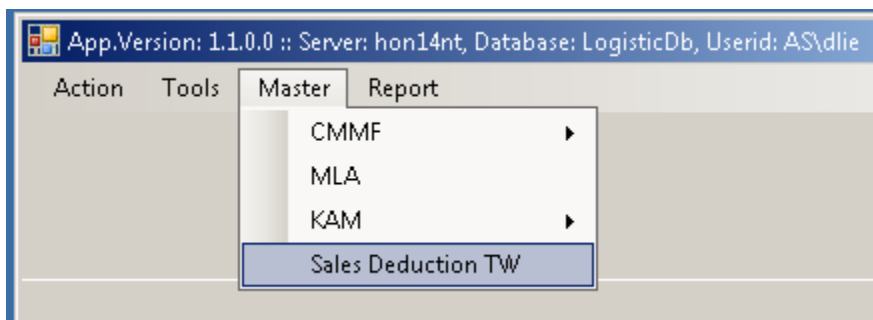 App.Version: 1.1.0.0 :: Server: hon14nt, Database: LogisticDb, Userid: AS\dlie
Action Tools Master Report
CMMF
MLA
KAM
Sales Deduction TW